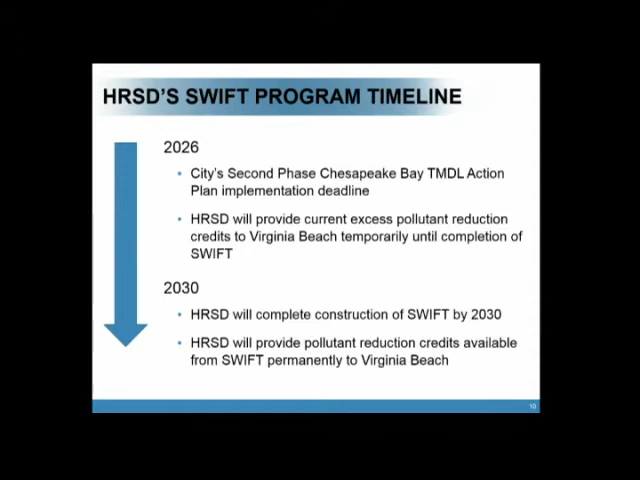 HRSD'S SWIFT PROGRAM TIMELINE
2026
• City's Second Phase Chesapeake Bay TMDL Action
Plan implementation deadline
• HRSD will provide current excess pollutant reduction
credits to Virginia Beach temporarily until completion of
SWIFT
2030
• HRSD will complete construction of SWIFT by 2030
• HRSD will provide pollutant reduction credits available
from SWIFT permanently to Virginia Beach
10